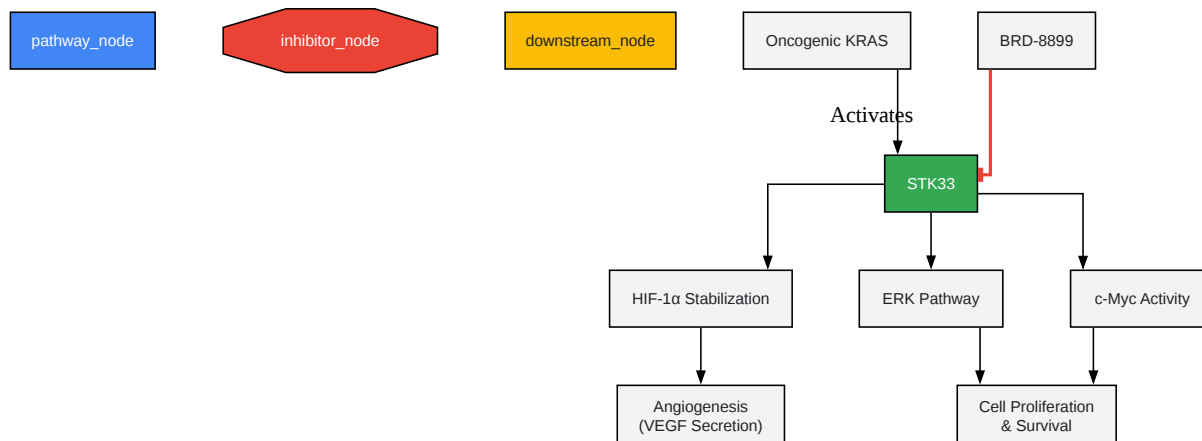 pathway_node
inhibitor_node
downstream_node
Oncogenic KRAS
BRD-8899
Activates
STK33
HIF-1α Stabilization
ERK Pathway
c-Myc Activity
Angiogenesis
(VEGF Secretion)
Cell Proliferation
& Survival